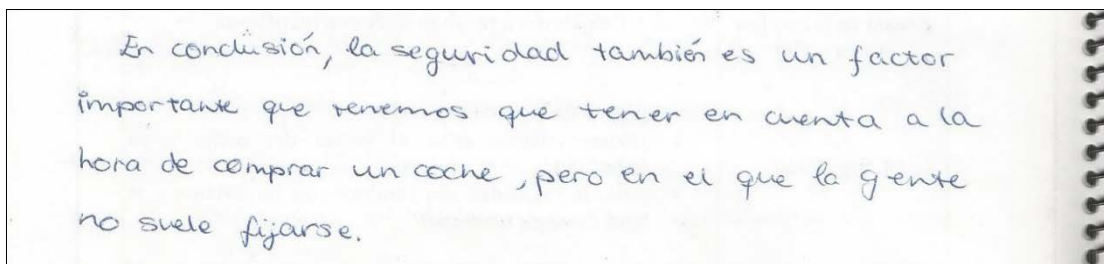 En conclusión, la seguridad también es un factor
importante que tenemos que tener en cuenta a la
hora de comprar un coche, pero en el que la gente
no suele fijarse.